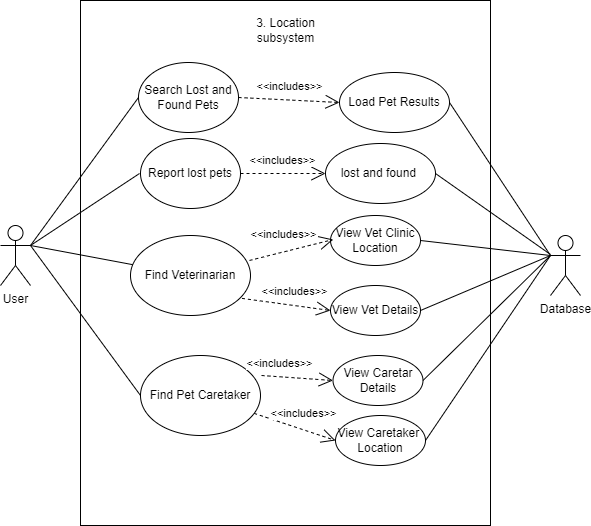 3. Location
subsystem
Search Lost and
Found Pets
<<includes>>
Load Pet Results
Report lost pets
<<includes>>
lost and found
User
Find Veterinarian
<<includes>>
View Vet Clinic
Location
<<includes>>
View Vet Details
Database
Find Pet Caretaker
<<includes>>
View Caretar
Details
<<includes>>
View Caretaker
Location